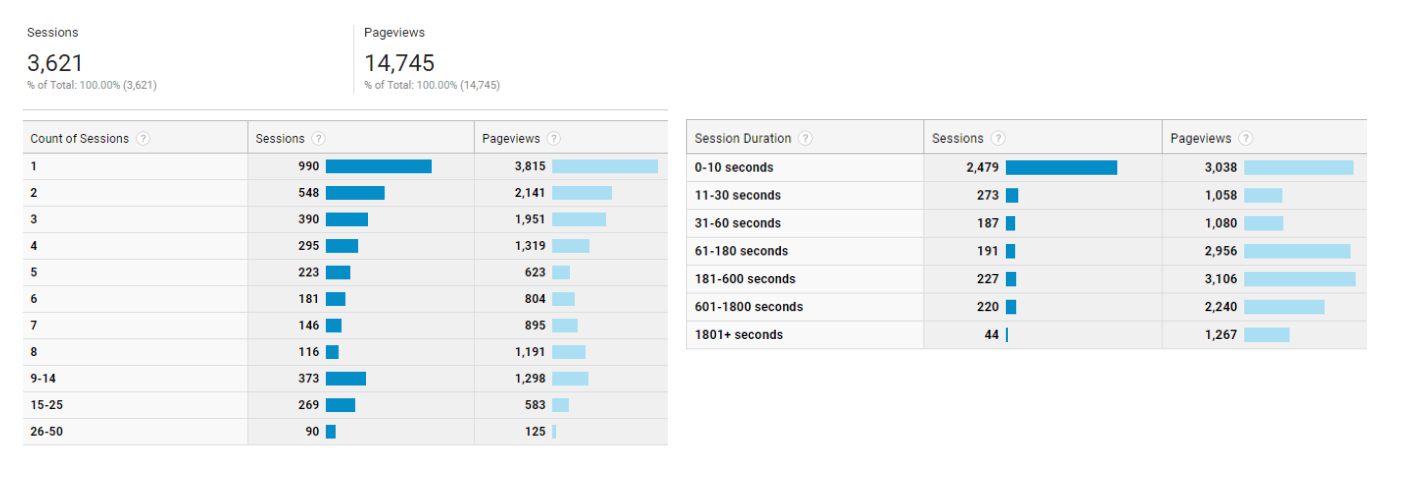 Sessions
3,621
% of Total: 100.00% (3,621)
Pageviews
14,745
% of Total: 100.00% (14,745)
Count of Sessions ? Sessions ? Pageviews ?
1 990 3,815
2 548 2,141
3 390 1,951
4 295 1,319
5 223 623
6 181 804
7 146 895
8 116 1,191
9-14 373 1,298
15-25 269 583
26-50 90 125
Session Duration ? Sessions ? Pageviews ?
0-10 seconds 2,479 3,038
11-30 seconds 273 1,058
31-60 seconds 187 1,080
61-180 seconds 191 2,956
181-600 seconds 227 3,106
601-1800 seconds 220 2,240
1801+ seconds 44 1,267